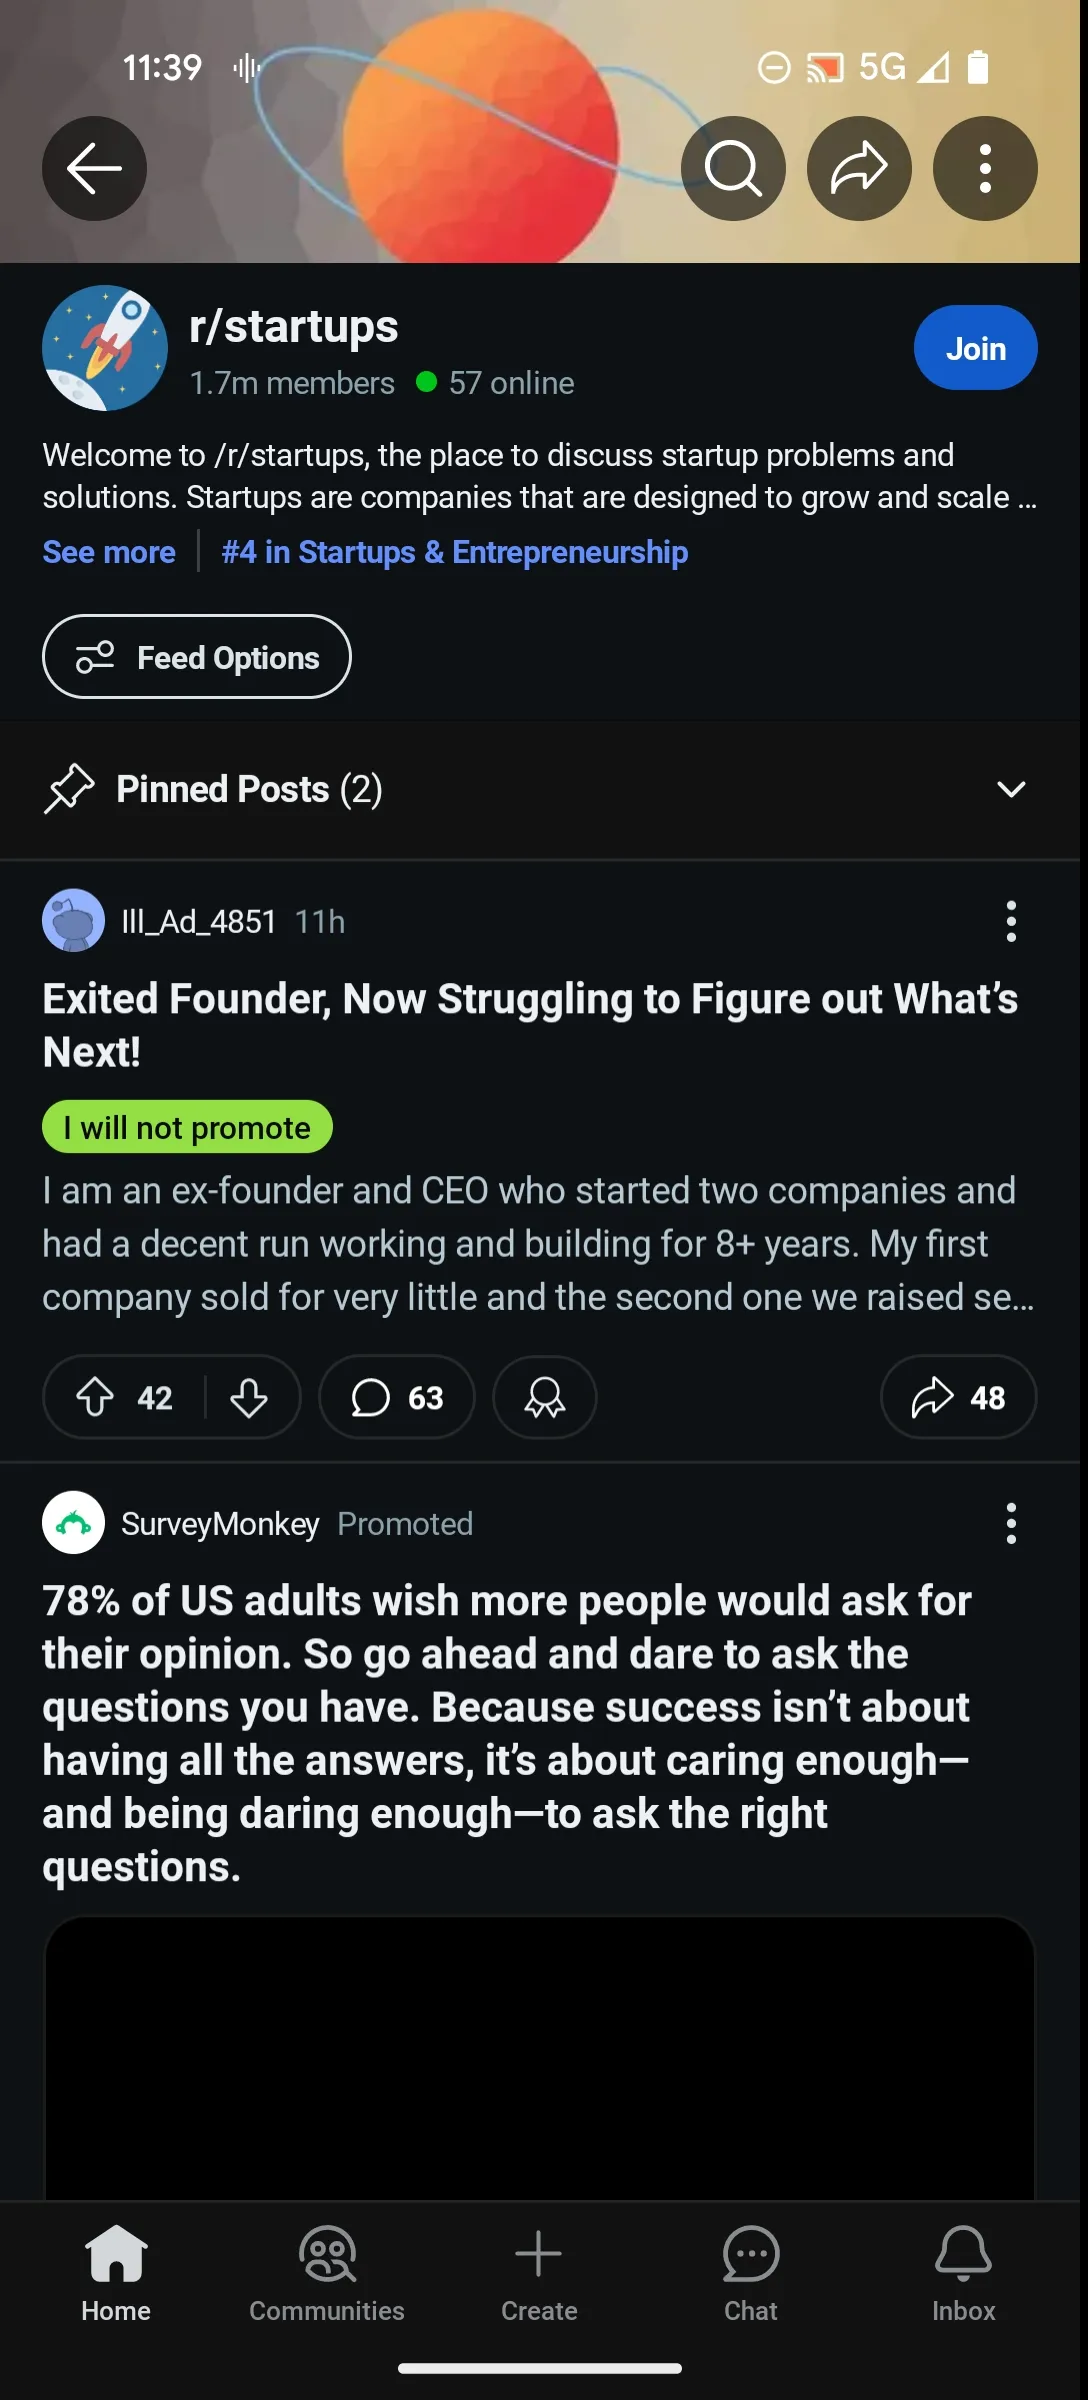 11:39
5G
r/startups
Join
1.7m members 57 online
Welcome to /r/startups, the place to discuss startup problems and
solutions. Startups are companies that are designed to grow and scale ...
See more #4 in Startups & Entrepreneurship
Feed Options
Pinned Posts (2)
Ill_Ad_4851 11h
Exited Founder, Now Struggling to Figure out What’s
Next!
I will not promote
I am an ex-founder and CEO who started two companies and
had a decent run working and building for 8+ years. My first
company sold for very little and the second one we raised se...
42 63 48
SurveyMonkey Promoted
78% of US adults wish more people would ask for
their opinion. So go ahead and dare to ask the
questions you have. Because success isn’t about
having all the answers, it’s about caring enough—
and being daring enough—to ask the right
questions.
Home Communities Create Chat Inbox